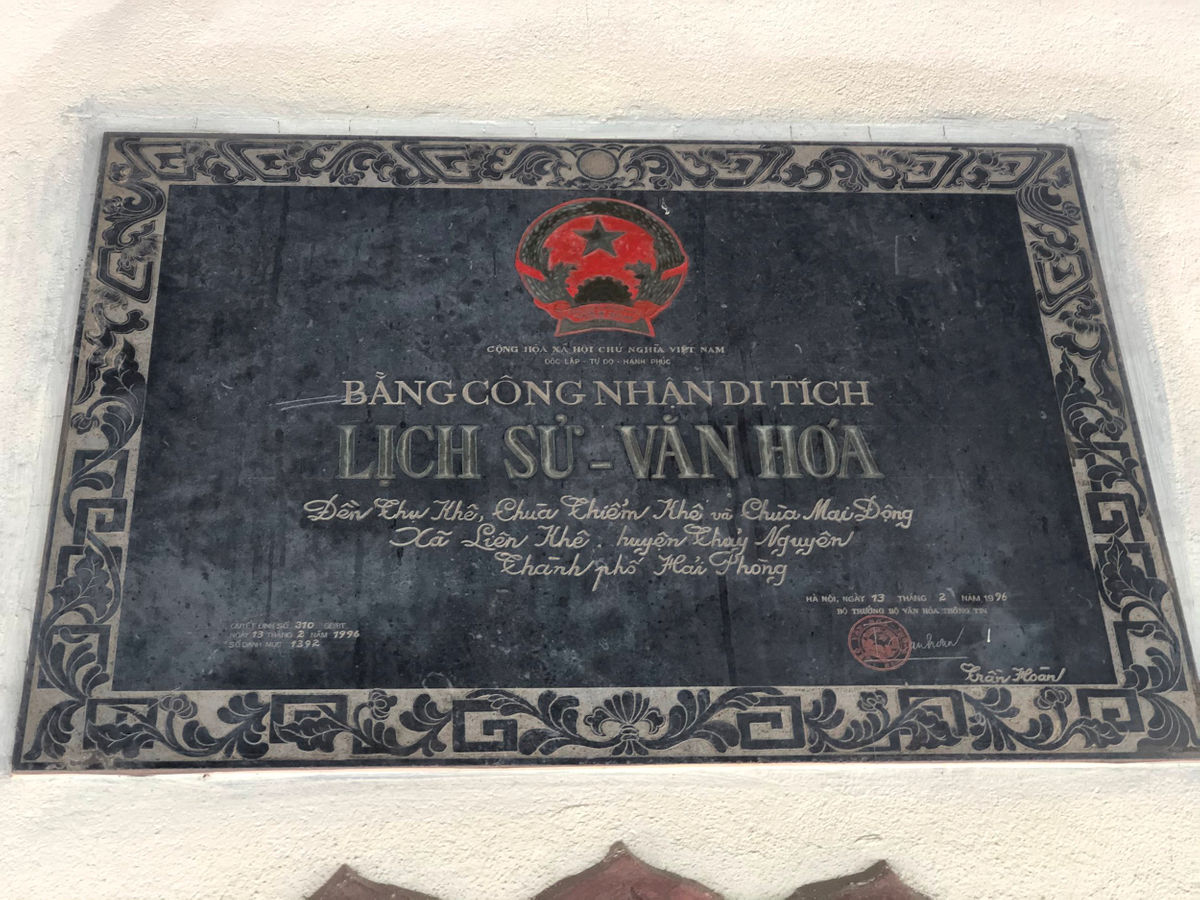 CỘNG HÒA XÃ HỘI CHỦ NGHĨA VIỆT NAM
ĐỘC LẬP - TỰ DO - HẠNH PHÚC
BẰNG CÔNG NHẬN DI TÍCH
LỊCH SỬ - VĂN HÓA
Đền Thu Khê, Chùa Thiểm Khê và Chùa Mai Động
Xã Liên Khê. huyện Thủy Nguyên
Thành phố Hải Phòng
HÀ NỘI, NGÀY 13 THÁNG 2 NĂM 1996
BỘ TRƯỞNG BỘ VĂN HÓA THÔNG TIN
QUYẾT ĐỊNH SỐ 310
NGÀY 13 THÁNG 2 NĂM 1996
SỐ DANH MỤC 1392
Trần Hoàn